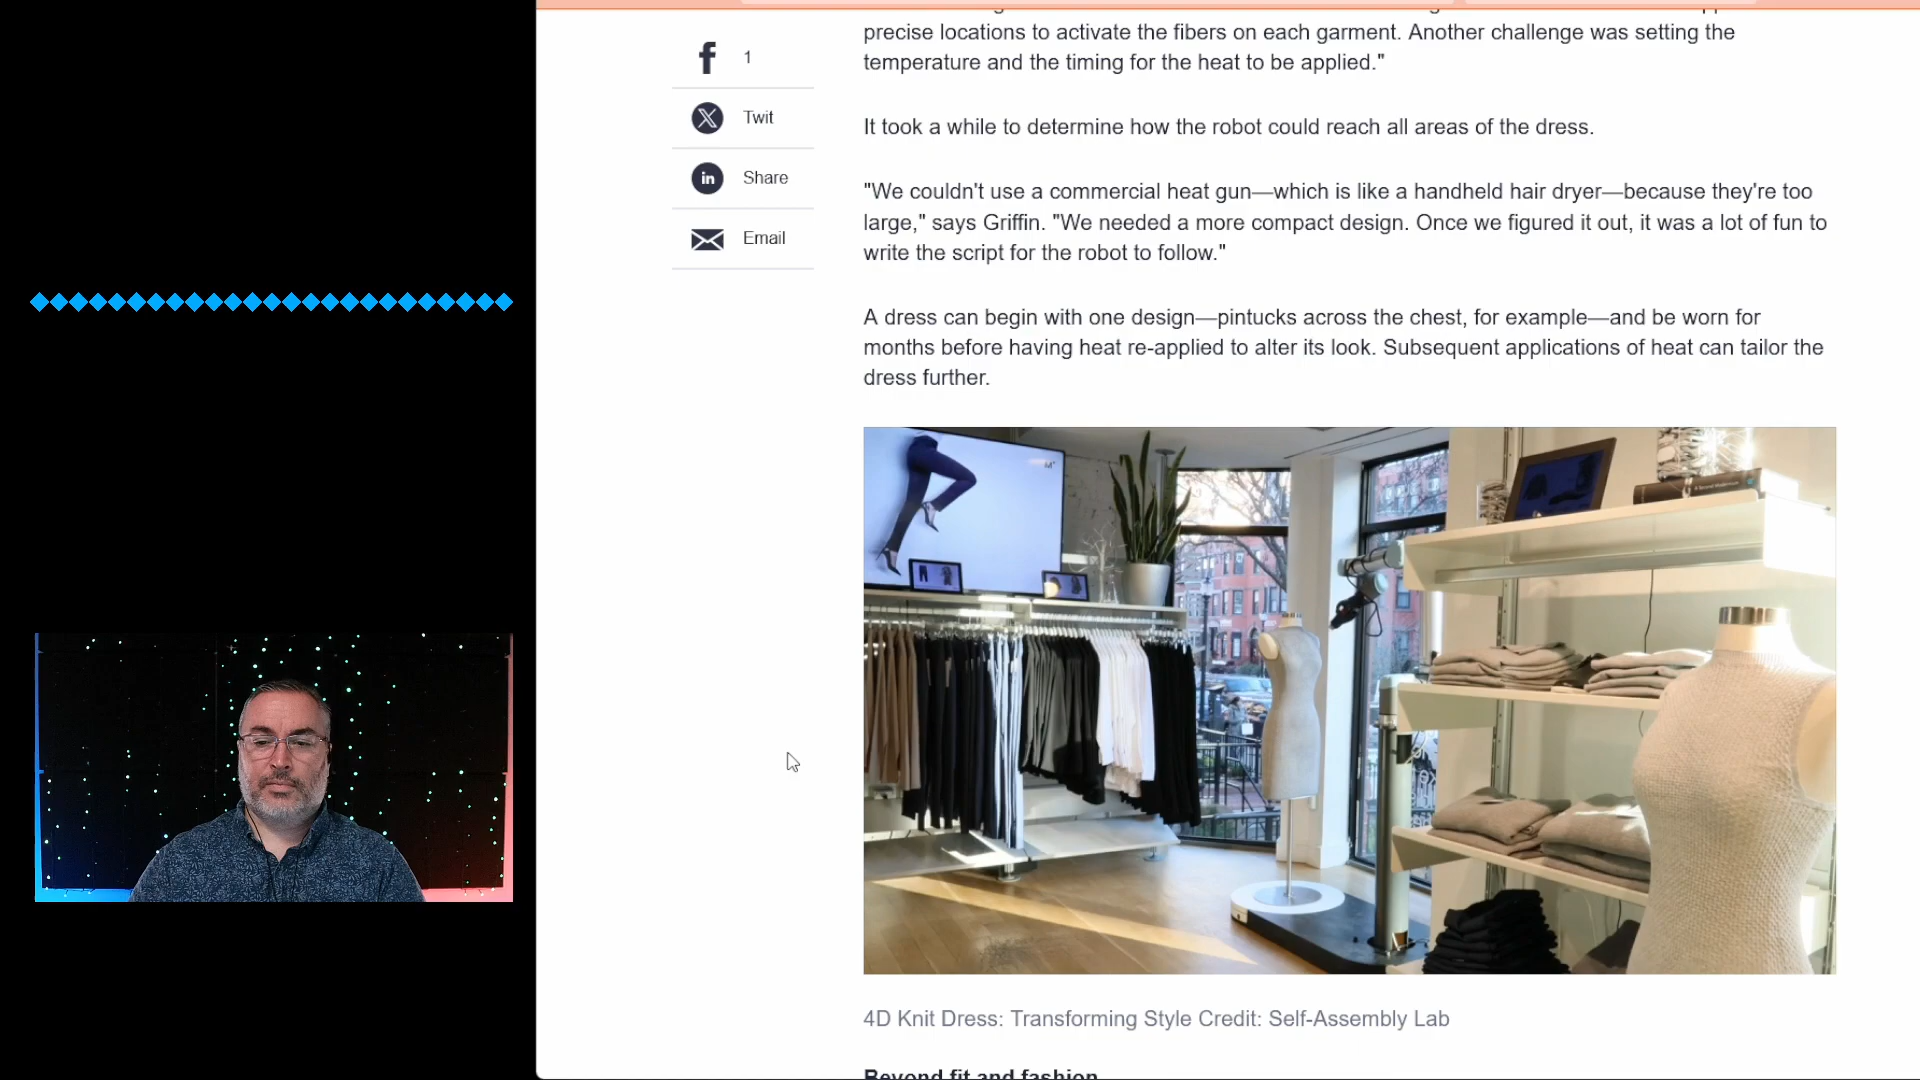 precise locations to activate the fibers on each garment. Another challenge was setting the
temperature and the timing for the heat to be applied."
It took a while to determine how the robot could reach all areas of the dress.
"We couldn't use a commercial heat gun—which is like a handheld hair dryer—because they're too
large," says Griffin. "We needed a more compact design. Once we figured it out, it was a lot of fun to
write the script for the robot to follow."
A dress can begin with one design—pintucks across the chest, for example—and be worn for
months before having heat re-applied to alter its look. Subsequent applications of heat can tailor the
dress further.
1
Twit
Share
Email
4D Knit Dress: Transforming Style Credit: Self-Assembly Lab
Beyond fit and fashion